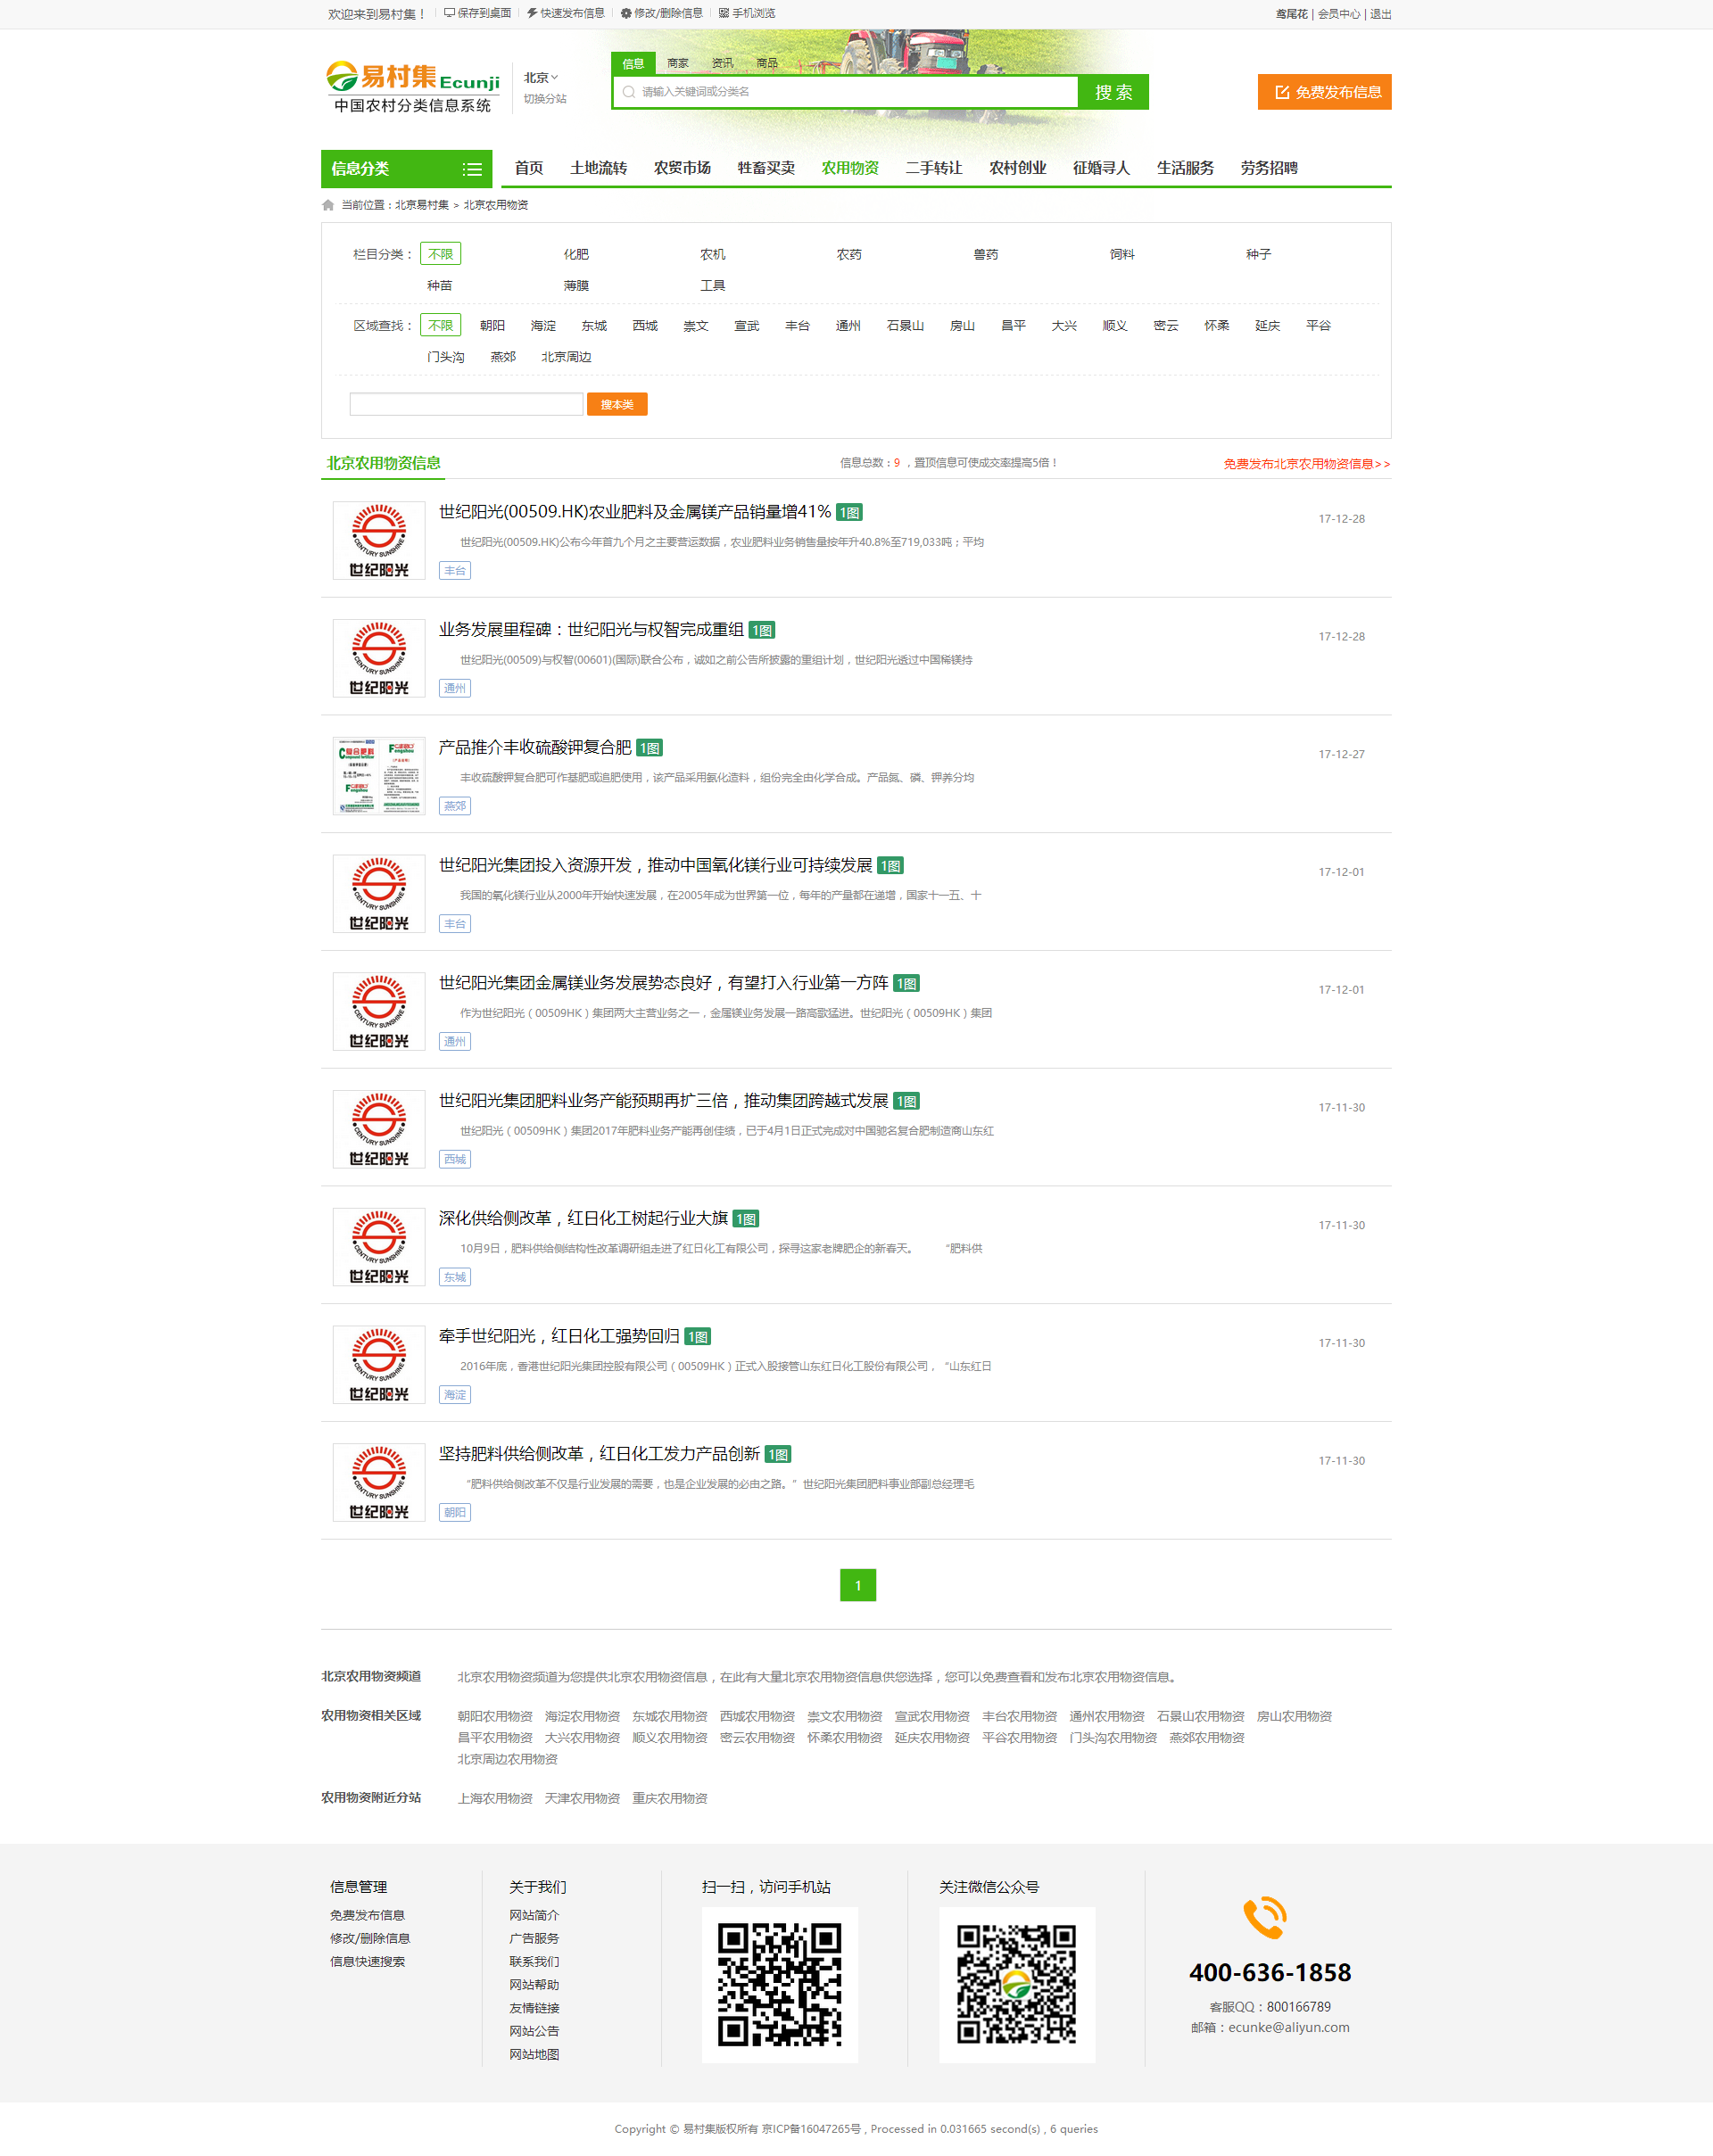 欢迎来到易村集！ 保存到桌面 快速发布信息 修改/删除信息 手机浏览 鸢尾花 | 会员中心 | 退出
易村集Ecunji
中国农村分类信息系统
北京
切换分站
信息 商家 资讯 商品
请输入关键词或分类名 搜 索
免费发布信息
信息分类 首页 土地流转 农贸市场 牲畜买卖 农用物资 二手转让 农村创业 征婚寻人 生活服务 劳务招聘
当前位置：北京易村集 > 北京农用物资
栏目分类： 不限 化肥 农机 农药 兽药 饲料 种子
种苗 薄膜 工具
区域查找： 不限 朝阳 海淀 东城 西城 崇文 宣武 丰台 通州 石景山 房山 昌平 大兴 顺义 密云 怀柔 延庆 平谷
门头沟 燕郊 北京周边
搜本类
北京农用物资信息 信息总数：9 ，置顶信息可使成交率提高5倍！ 免费发布北京农用物资信息>>
世纪阳光(00509.HK)农业肥料及金属镁产品销量增41% 1图 17-12-28
世纪阳光(00509.HK)公布今年首九个月之主要营运数据，农业肥料业务销售量按年升40.8%至719,033吨；平均
丰台
CENTURY SUNSHINE
世纪阳光
业务发展里程碑：世纪阳光与权智完成重组 1图 17-12-28
世纪阳光(00509)与权智(00601)(国际)联合公布，诚如之前公告所披露的重组计划，世纪阳光透过中国稀镁持
通州
CENTURY SUNSHINE
世纪阳光
产品推介丰收硫酸钾复合肥 1图 17-12-27
丰收硫酸钾复合肥可作基肥或追肥使用，该产品采用氨化造料，组份完全由化学合成。产品氮、磷、钾养分均
燕郊
世纪阳光集团投入资源开发，推动中国氧化镁行业可持续发展 1图 17-12-01
我国的氧化镁行业从2000年开始快速发展，在2005年成为世界第一位，每年的产量都在递增，国家十一五、十
丰台
CENTURY SUNSHINE
世纪阳光
世纪阳光集团金属镁业务发展势态良好，有望打入行业第一方阵 1图 17-12-01
作为世纪阳光（00509HK）集团两大主营业务之一，金属镁业务发展一路高歌猛进。世纪阳光（00509HK）集团
通州
CENTURY SUNSHINE
世纪阳光
世纪阳光集团肥料业务产能预期再扩三倍，推动集团跨越式发展 1图 17-11-30
世纪阳光（00509HK）集团2017年肥料业务产能再创佳绩，已于4月1日正式完成对中国驰名复合肥制造商山东红
西城
CENTURY SUNSHINE
世纪阳光
深化供给侧改革，红日化工树起行业大旗 1图 17-11-30
10月9日，肥料供给侧结构性改革调研组走进了红日化工有限公司，探寻这家老牌肥企的新春天。 “肥料供
东城
CENTURY SUNSHINE
世纪阳光
牵手世纪阳光，红日化工强势回归 1图 17-11-30
2016年底，香港世纪阳光集团控股有限公司（00509HK）正式入股接管山东红日化工股份有限公司，“山东红日
海淀
CENTURY SUNSHINE
世纪阳光
坚持肥料供给侧改革，红日化工发力产品创新 1图 17-11-30
“肥料供给侧改革不仅是行业发展的需要，也是企业发展的必由之路。”世纪阳光集团肥料事业部副总经理毛
朝阳
CENTURY SUNSHINE
世纪阳光
1
北京农用物资频道 北京农用物资频道为您提供北京农用物资信息，在此有大量北京农用物资信息供您选择，您可以免费查看和发布北京农用物资信息。
农用物资相关区域 朝阳农用物资 海淀农用物资 东城农用物资 西城农用物资 崇文农用物资 宣武农用物资 丰台农用物资 通州农用物资 石景山农用物资 房山农用物资
昌平农用物资 大兴农用物资 顺义农用物资 密云农用物资 怀柔农用物资 延庆农用物资 平谷农用物资 门头沟农用物资 燕郊农用物资
北京周边农用物资
农用物资附近分站 上海农用物资 天津农用物资 重庆农用物资
信息管理
免费发布信息
修改/删除信息
信息快速搜索
关于我们
网站简介
广告服务
联系我们
网站帮助
友情链接
网站公告
网站地图
扫一扫，访问手机站
关注微信公众号
400-636-1858
客服QQ：800166789
邮箱：ecunke@aliyun.com
Copyright © 易村集版权所有 京ICP备16047265号 , Processed in 0.031665 second(s) , 6 queries